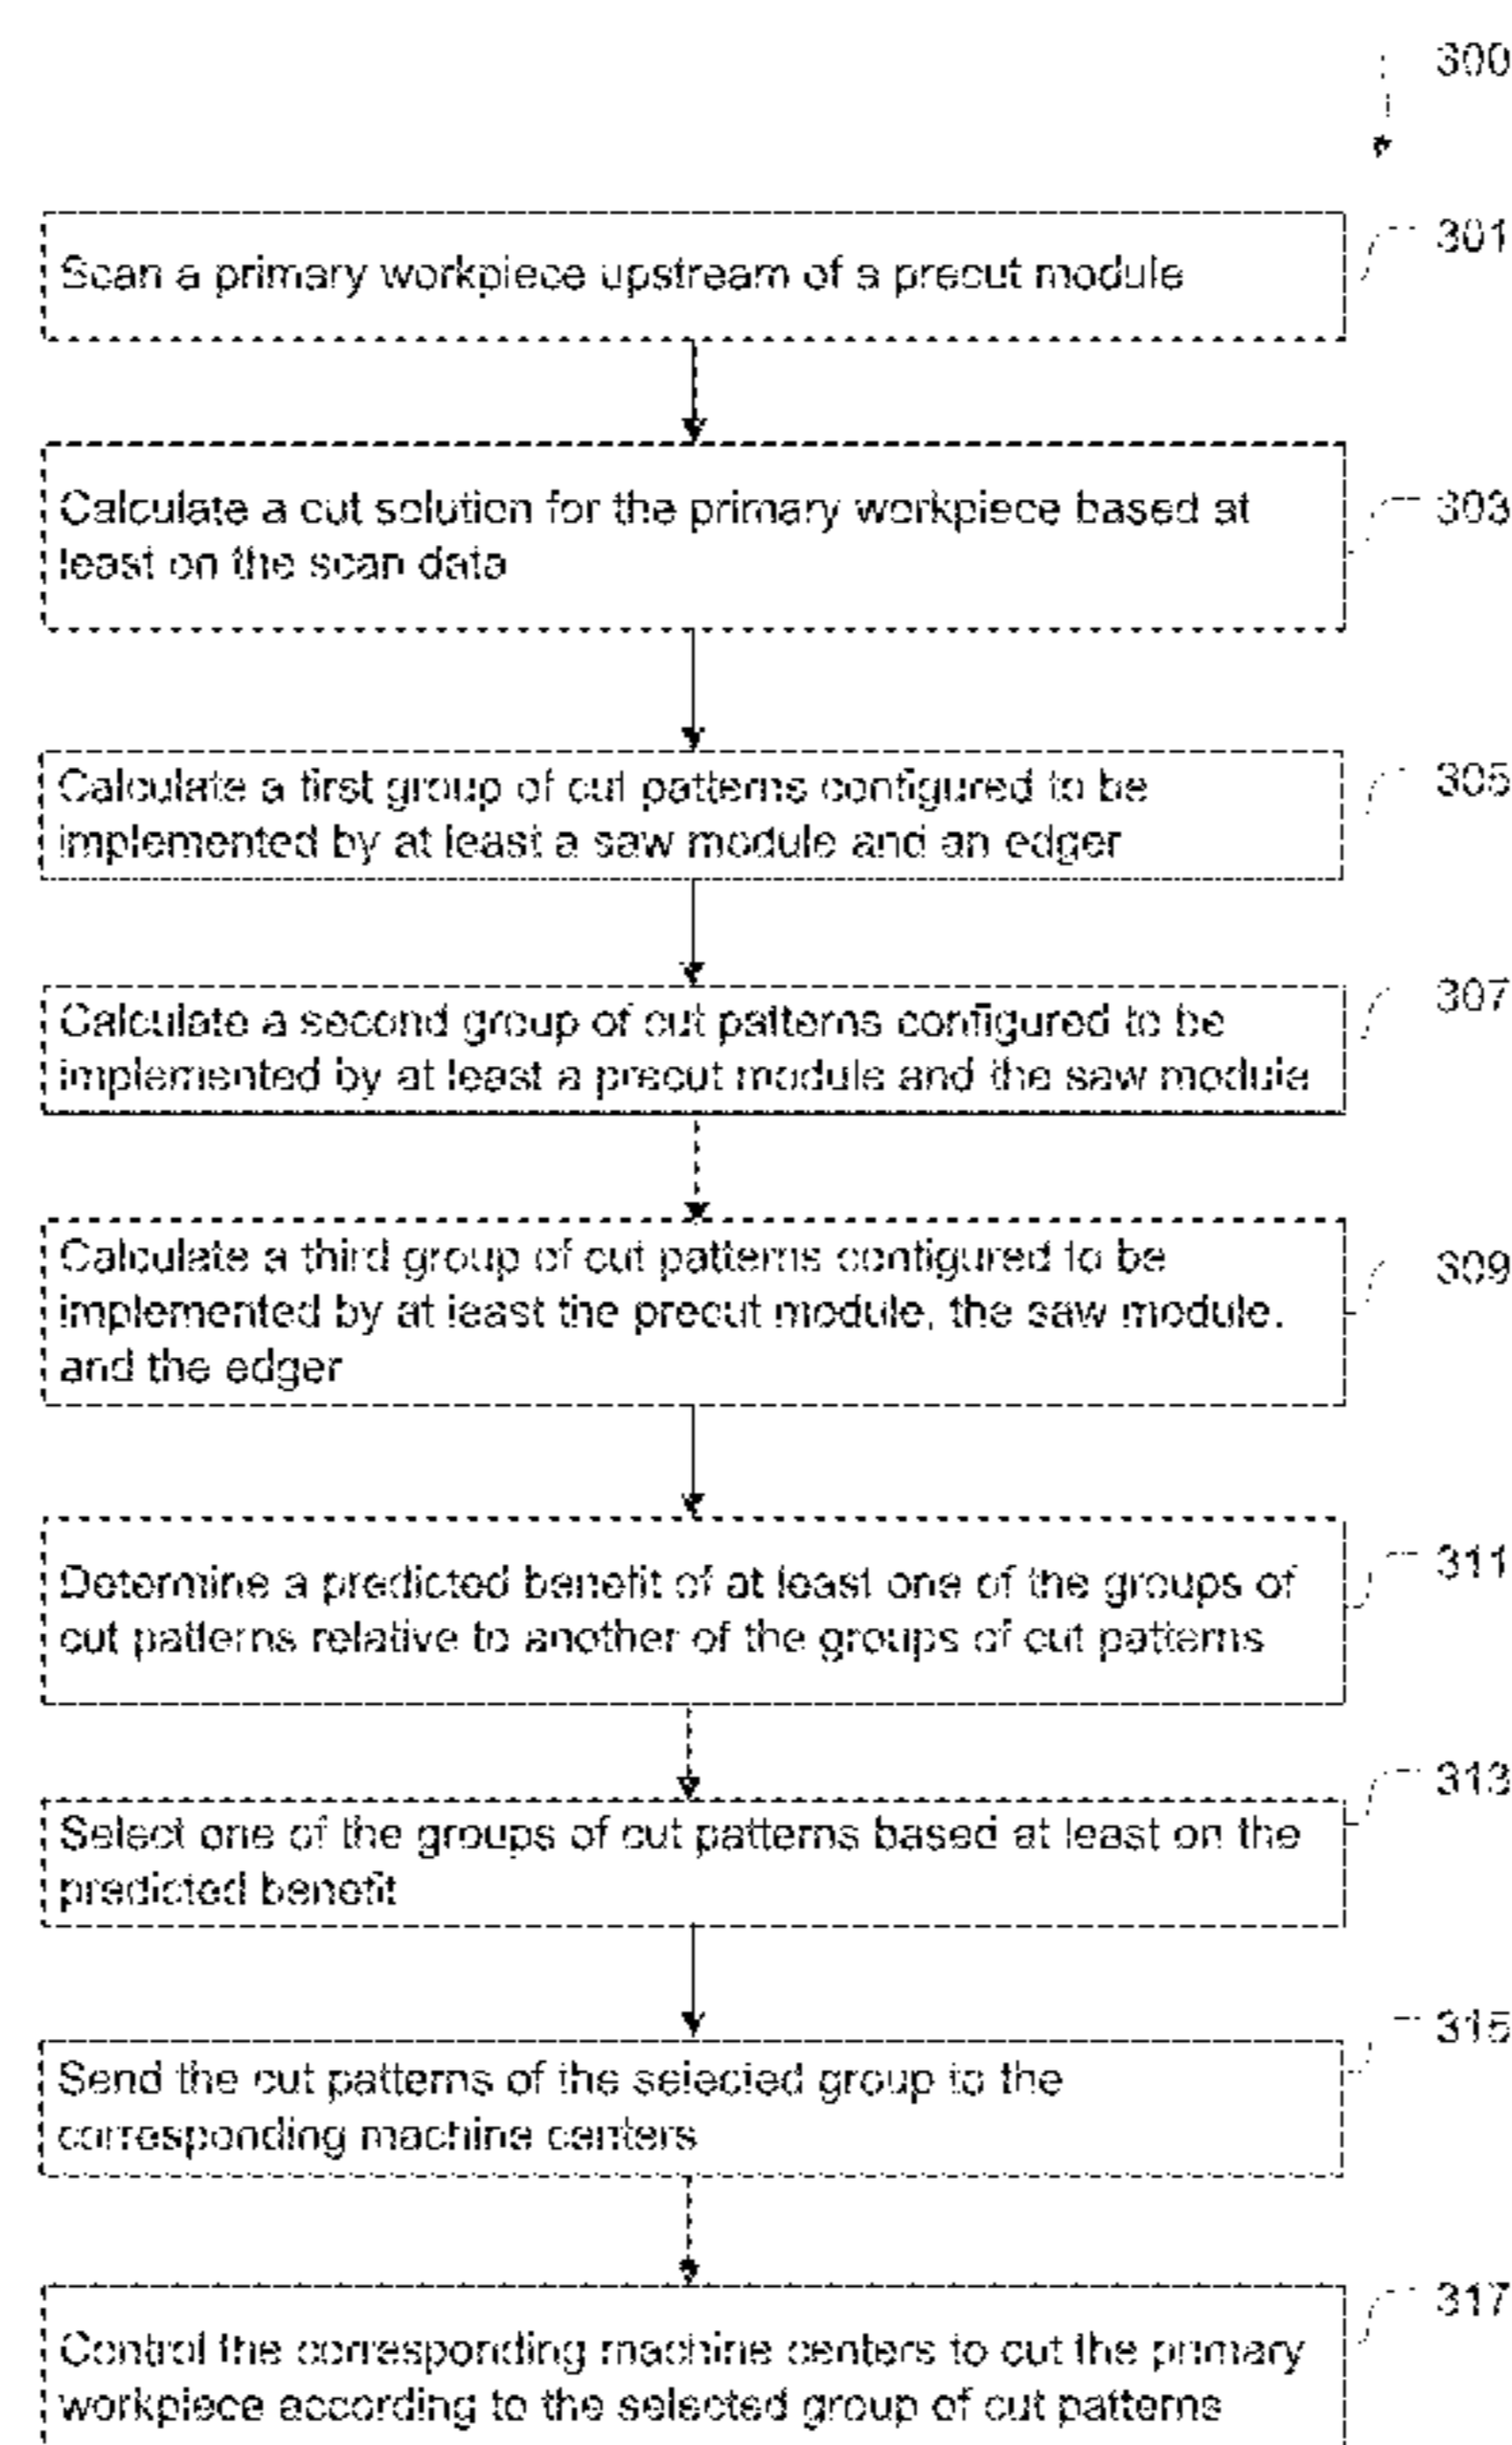 300
301
Scan a primary workpiece upstream of a precut module
303
Calculate a cut solution for the primary workpiece based at
least on the scan data
305
Calculate a first group of cut patterns configured to be
implemented by at least a saw module and an edger
307
Calculate a second group of cut patterns configured to be
implemented by at least a precut module and the saw module
309
Calculate a third group of cut patterns configured to be
implemented by at least the precut module, the saw module,
and the edger
311
Determine a predicted benefit of at least one of the groups of
cut patterns relative to another of the groups of cut patterns
313
Select one of the groups of cut patterns based at least on the
predicted benefit
315
Send the cut patterns of the selected group to the
corresponding machine centers
317
Control the corresponding machine centers to cut the primary
workpiece according to the selected group of cut patterns